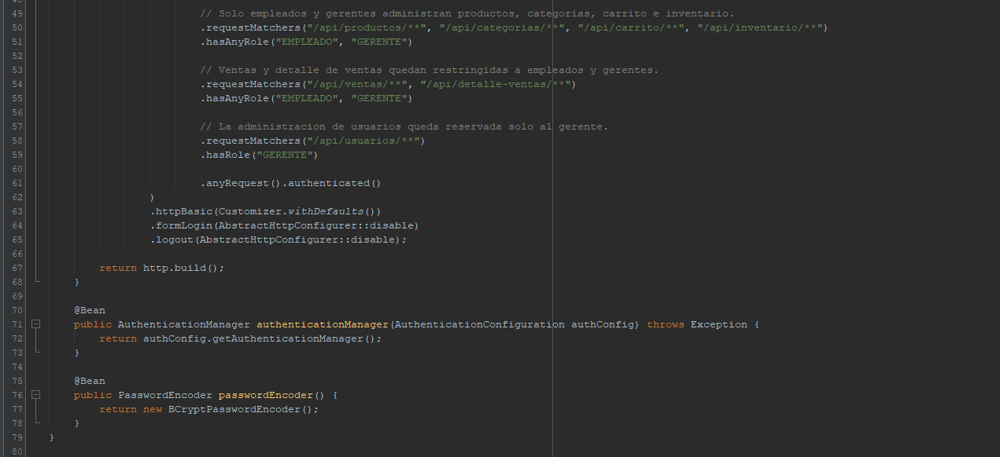 49 // Solo empleados y gerentes administran productos, categorias, carrito e inventario.
50 .requestMatchers("/api/productos/**", "/api/categorias/**", "/api/carrito/**", "/api/inventario/**")
51 .hasAnyRole("EMPLEADO", "GERENTE")
52
53 // Ventas y detalle de ventas quedan restringidas a empleados y gerentes.
54 .requestMatchers("/api/ventas/**", "/api/detalle-ventas/**")
55 .hasAnyRole("EMPLEADO", "GERENTE")
56
57 // La administracion de usuarios queda reservada solo al gerente.
58 .requestMatchers("/api/usuarios/**")
59 .hasRole("GERENTE")
60
61 .anyRequest().authenticated()
62 )
63 .httpBasic(Customizer.withDefaults())
64 .formLogin(AbstractHttpConfigurer::disable)
65 .logout(AbstractHttpConfigurer::disable);
66
67 return http.build();
68 }
69
70 @Bean
71 public AuthenticationManager authenticationManager(AuthenticationConfiguration authConfig) throws Exception {
72 return authConfig.getAuthenticationManager();
73 }
74
75 @Bean
76 public PasswordEncoder passwordEncoder() {
77 return new BCryptPasswordEncoder();
78 }
79 }
80